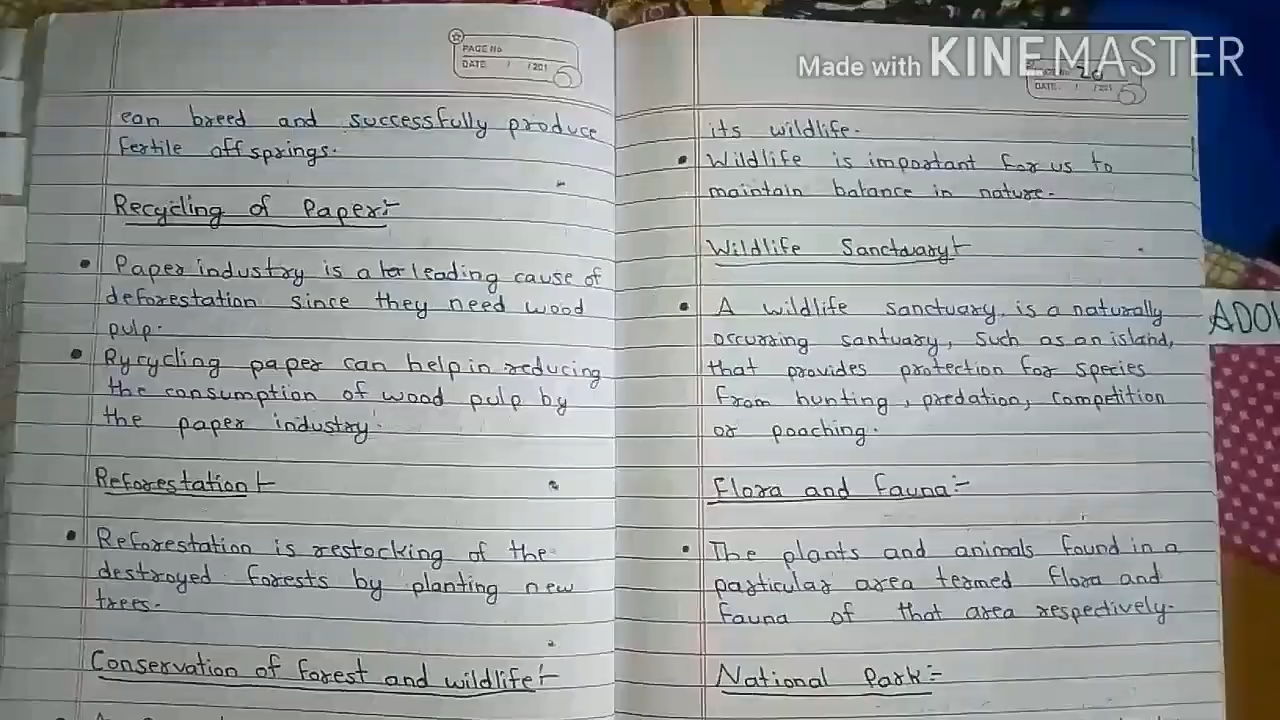 PAGE No
DATE / /201
can breed and successfully produce
fertile offsprings.
Recycling of Paper:-
• Paper industry is a leading cause of
deforestation since they need wood
pulp.
• Rycycling paper can help in reducing
the consumption of wood pulp by
the paper industry.
Reforestation:-
• Reforestation is restocking of the
destroyed forests by planting new
trees.
Conservation of forest and wildlife:-
Made with KINEMASTER
20
DATE: / /201
its wildlife.
• Wildlife is important for us to
maintain balance in nature.
Wildlife Sanctuary:-
• A wildlife sanctuary, is a naturally
occurring santuary, such as an island,
that provides protection for species
from hunting, predation, competition
or poaching.
Flora and Fauna:-
• The plants and animals found in a
particular area termed flora and
fauna of that area respectively.
National Park:-